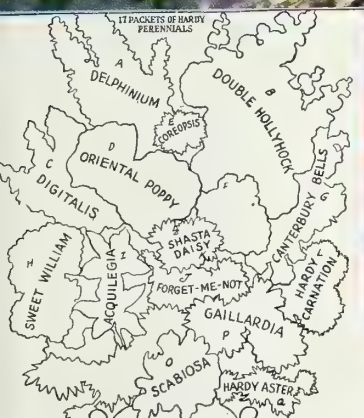 17 PACKETS OF HARDY
PERENNIALS
A
DELPHINIUM
B
DOUBLE HOLLYHOCK
E
COREOPSIS
C
DIGITALIS
D
ORIENTAL POPPY
F
G
CANTERBURY BELLS
SHASTA
DAISY
H
SWEET WILLIAM
I
ACQUILEGIA
J
FORGET-ME-NOT
HARDY
CARNATION
GAILLARDIA
P
O
SCABIOSA
HARDY ASTER
Q